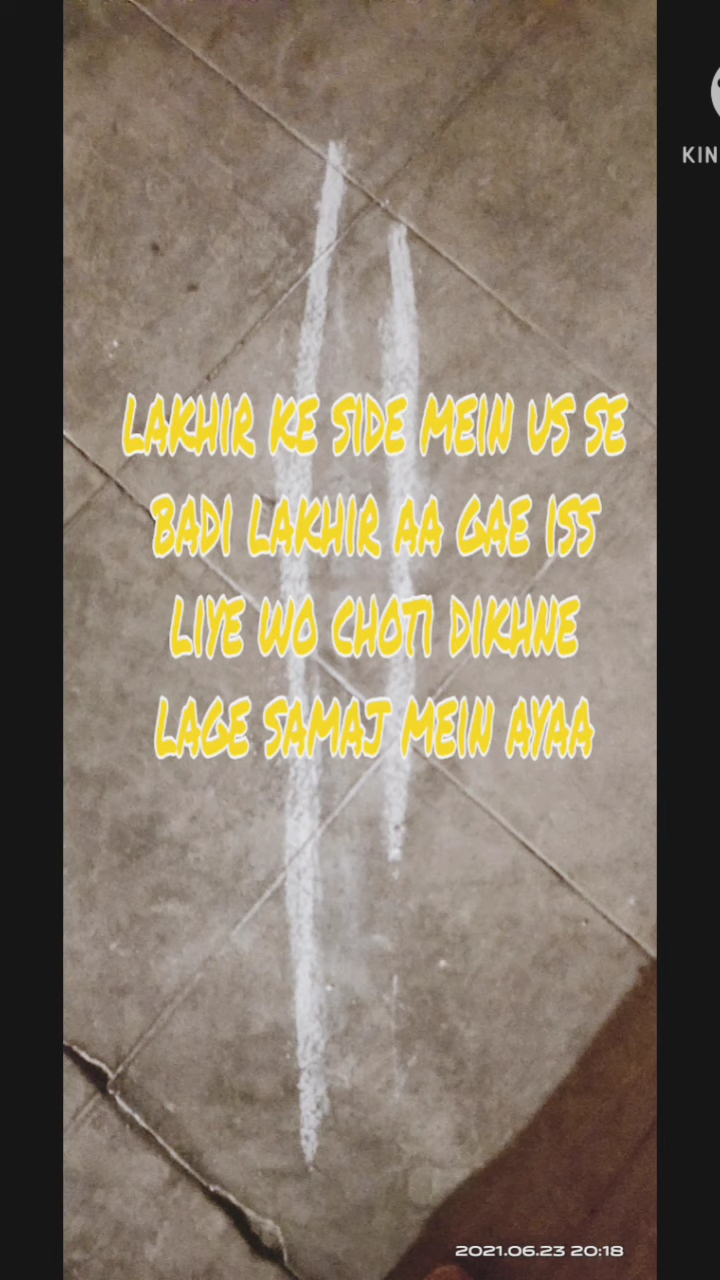 KIN
LAKHIR KE SIDE MEIN US SE
BADI LAKHIR AA GAE ISS
LIYE WO CHOTI DIKHNE
LAGE SAMAJ MEIN AYAA
2021.06.23 20:18